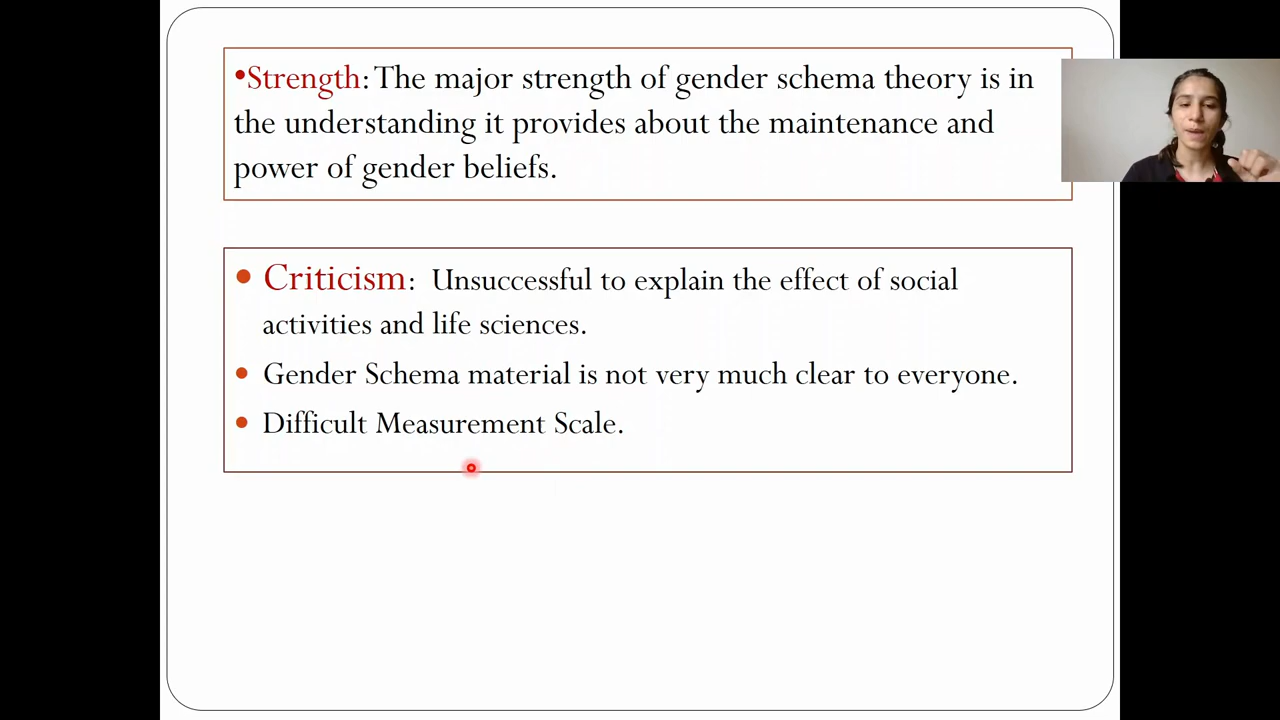 •Strength: The major strength of gender schema theory is in
the understanding it provides about the maintenance and
power of gender beliefs.
• Criticism: Unsuccessful to explain the effect of social
activities and life sciences.
• Gender Schema material is not very much clear to everyone.
• Difficult Measurement Scale.